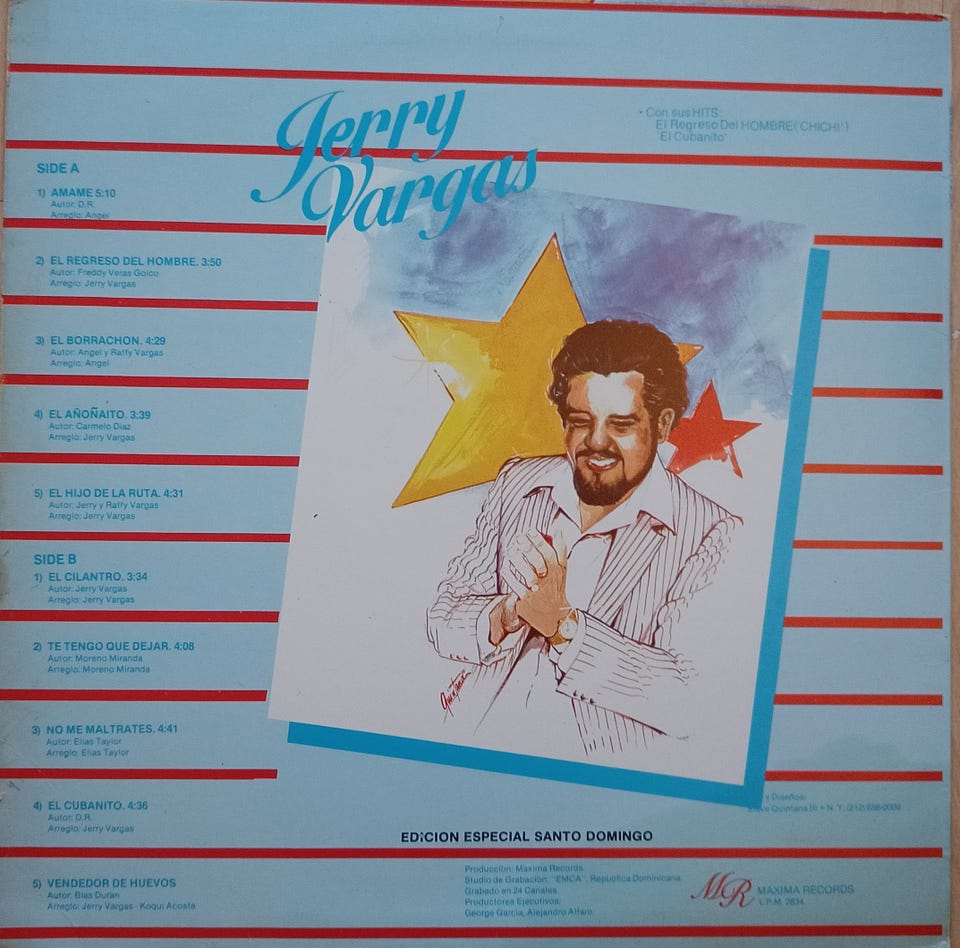 Jerry
Vargas
• Con sus HITS:
El Regreso Del HOMBRE ("CHICHI")
"El Cubanito"
SIDE A
1) AMAME 5:10
Autor: D.R.
Arreglo: Angel
2) EL REGRESO DEL HOMBRE. 3:50
Autor: Freddy Veras Goico
Arreglo: Jerry Vargas
3) EL BORRACHON. 4:29
Autor: Angel y Raffy Vargas
Arreglo: Angel
4) EL AÑOÑAITO. 3:39
Autor: Carmelo Diaz
Arreglo: Jerry Vargas
5) EL HIJO DE LA RUTA. 4:31
Autor: Jerry y Raffy Vargas
Arreglo: Jerry Vargas
SIDE B
1) EL CILANTRO. 3:34
Autor: Jerry Vargas
Arreglo: Jerry Vargas
2) TE TENGO QUE DEJAR. 4:08
Autor: Moreno Miranda
Arreglo: Moreno Miranda
3) NO ME MALTRATES. 4:41
Autor: Elias Taylor
Arreglo: Elias Taylor
4) EL CUBANITO. 4:36
Autor: D.R.
Arreglo: Jerry Vargas
5) VENDEDOR DE HUEVOS
Autor: Blas Duran
Arreglo: Jerry Vargas - Koqui Acosta
Quintana
y Diseños:
Quintana N.Y. (212)
EDICION ESPECIAL SANTO DOMINGO
Producción: Maxima Records
Studio de Grabación: "EMCA", República Dominicana
Grabado en 24 Canales.
Productores Ejecutivos:
George Garcia, Alejandro Alfaro.
MR MAXIMA RECORDS
L.P.M. 2834